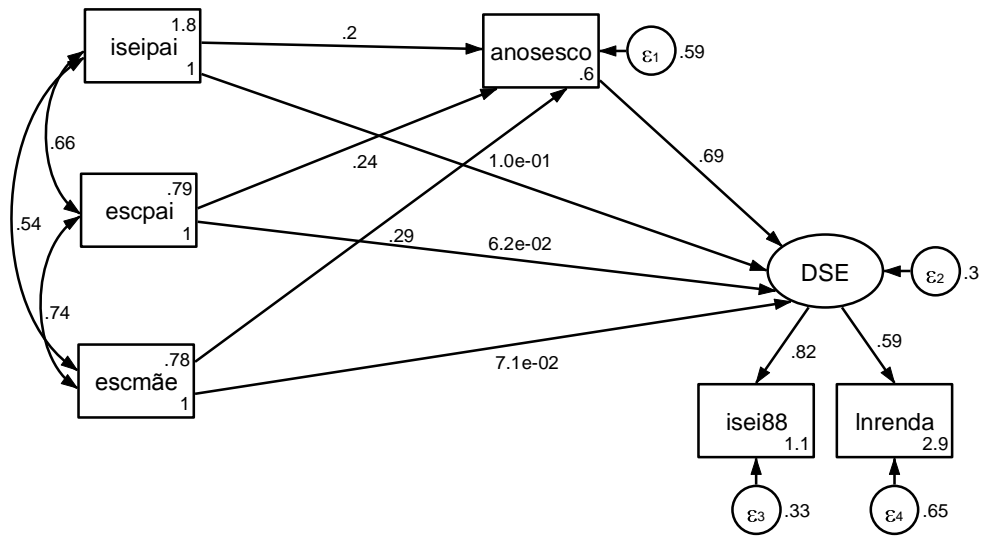 1.8
iseipai
1
.2
anosesco
.6
ε1
.59
.66
.24
1.0e-01
.69
.79
escpai
1
.54
.29
6.2e-02
DSE
ε2
.3
.74
.78
escmãe
1
7.1e-02
.82
.59
isei88
1.1
lnrenda
2.9
ε3
.33
ε4
.65